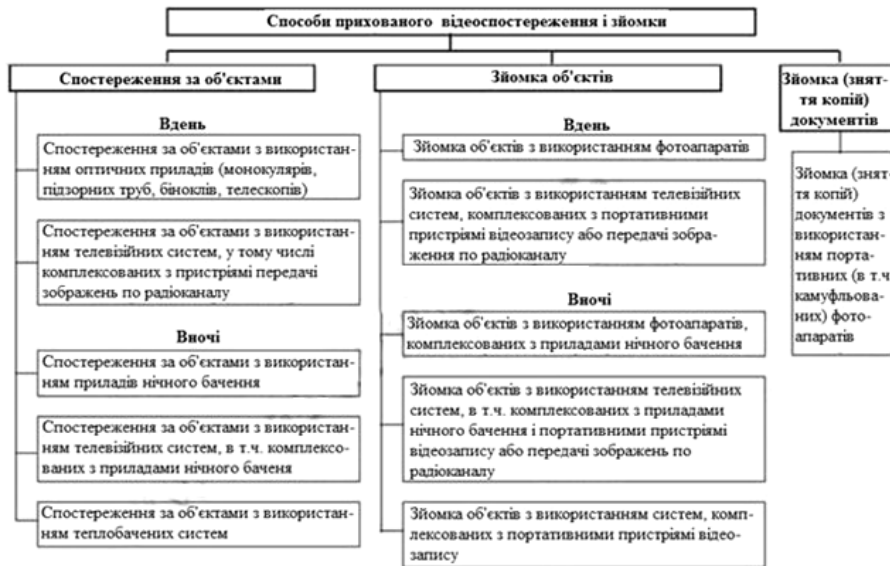 Способи прихованого відеоспостереження і зйомки
Спостереження за об'єктами
Вдень
Спостереження за об'єктами з використан-
ням оптичних приладів (монокулярів,
підзорних труб, біноклів, телескопів)
Спостереження за об'єктами з використан-
ням телевізійних систем, у тому числі
комплексованих з пристріямі передачі
зображень по радіоканалу
Вночі
Спостереження за об'єктами з використан-
ням приладів нічного бачення
Спостереження за об'єктами з використан-
ням телевізійних систем, в т.ч. комплексо-
ваних з приладами нічного баченя
Спостереження за об'єктами з використан-
ням теплобачених систем
Зйомка об'єктів
Вдень
Зйомка об'єктів з використанням фотоапаратів
Зйомка об'єктів з використанням телевізійних
систем, комплексованих з портативними
пристріямі відеозапису або передачі зобра-
ження по радіоканалу
Вночі
Зйомка об'єктів з використанням фотоапаратів,
комплексованих з приладами нічного бачення
Зйомка об'єктів з використанням телевізійних
систем, в т.ч. комплексованих з приладами
нічного бачення і портативними пристріямі
відеозапису або передачі зображень по
радіоканалу
Зйомка об'єктів з використанням систем, комп-
лексованих з портативними пристріямі відео-
запису
Зйомка (знят-
тя копій)
документів
Зйомка (знят-
тя копій)
документів з
використан-
ням порта-
тивних (в т.ч.
камуфльова-
них) фото-
апаратів